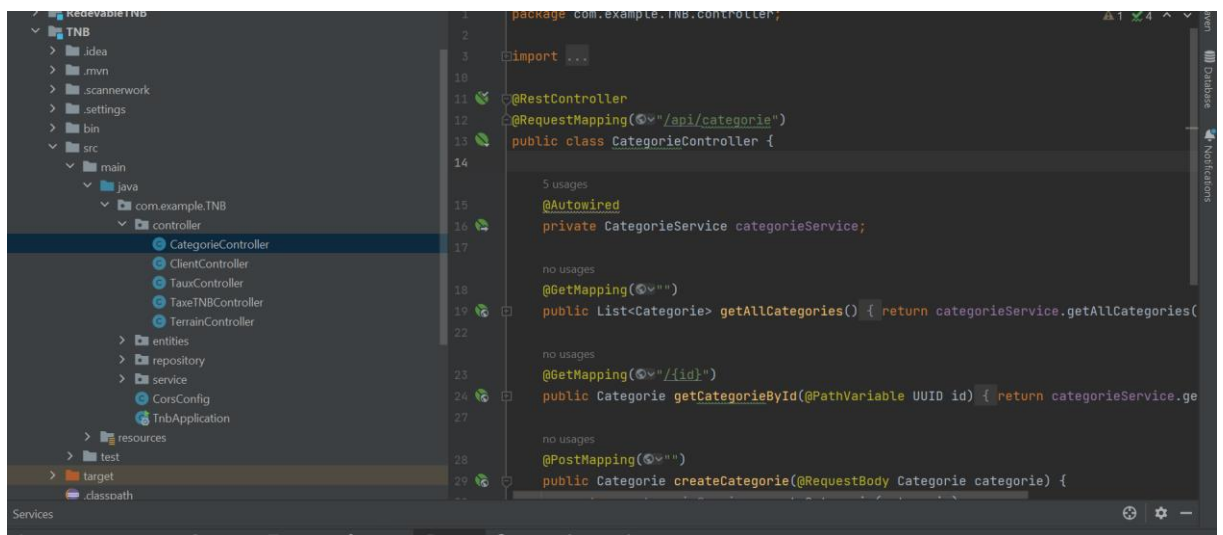 RedevableTNB
TNB
.idea
.mvn
.scannerwork
.settings
bin
src
main
java
com.example.TNB
controller
CategorieController
ClientController
TauxController
TaxeTNBController
TerrainController
entities
repository
service
CorsConfig
TnbApplication
resources
test
target
.classpath
1 package com.example.TNB.controller;
2
3 import ...
10
11 @RestController
12 @RequestMapping("/api/categorie")
13 public class CategorieController {
14
5 usages
15 @Autowired
16 private CategorieService categorieService;
17
no usages
18 @GetMapping("")
19 public List<Categorie> getAllCategories() { return categorieService.getAllCategories(
22
no usages
23 @GetMapping("/{id}")
24 public Categorie getCategorieById(@PathVariable UUID id) { return categorieService.ge
27
no usages
28 @PostMapping("")
29 public Categorie createCategorie(@RequestBody Categorie categorie) {
1 4
Database
Notifications
Services